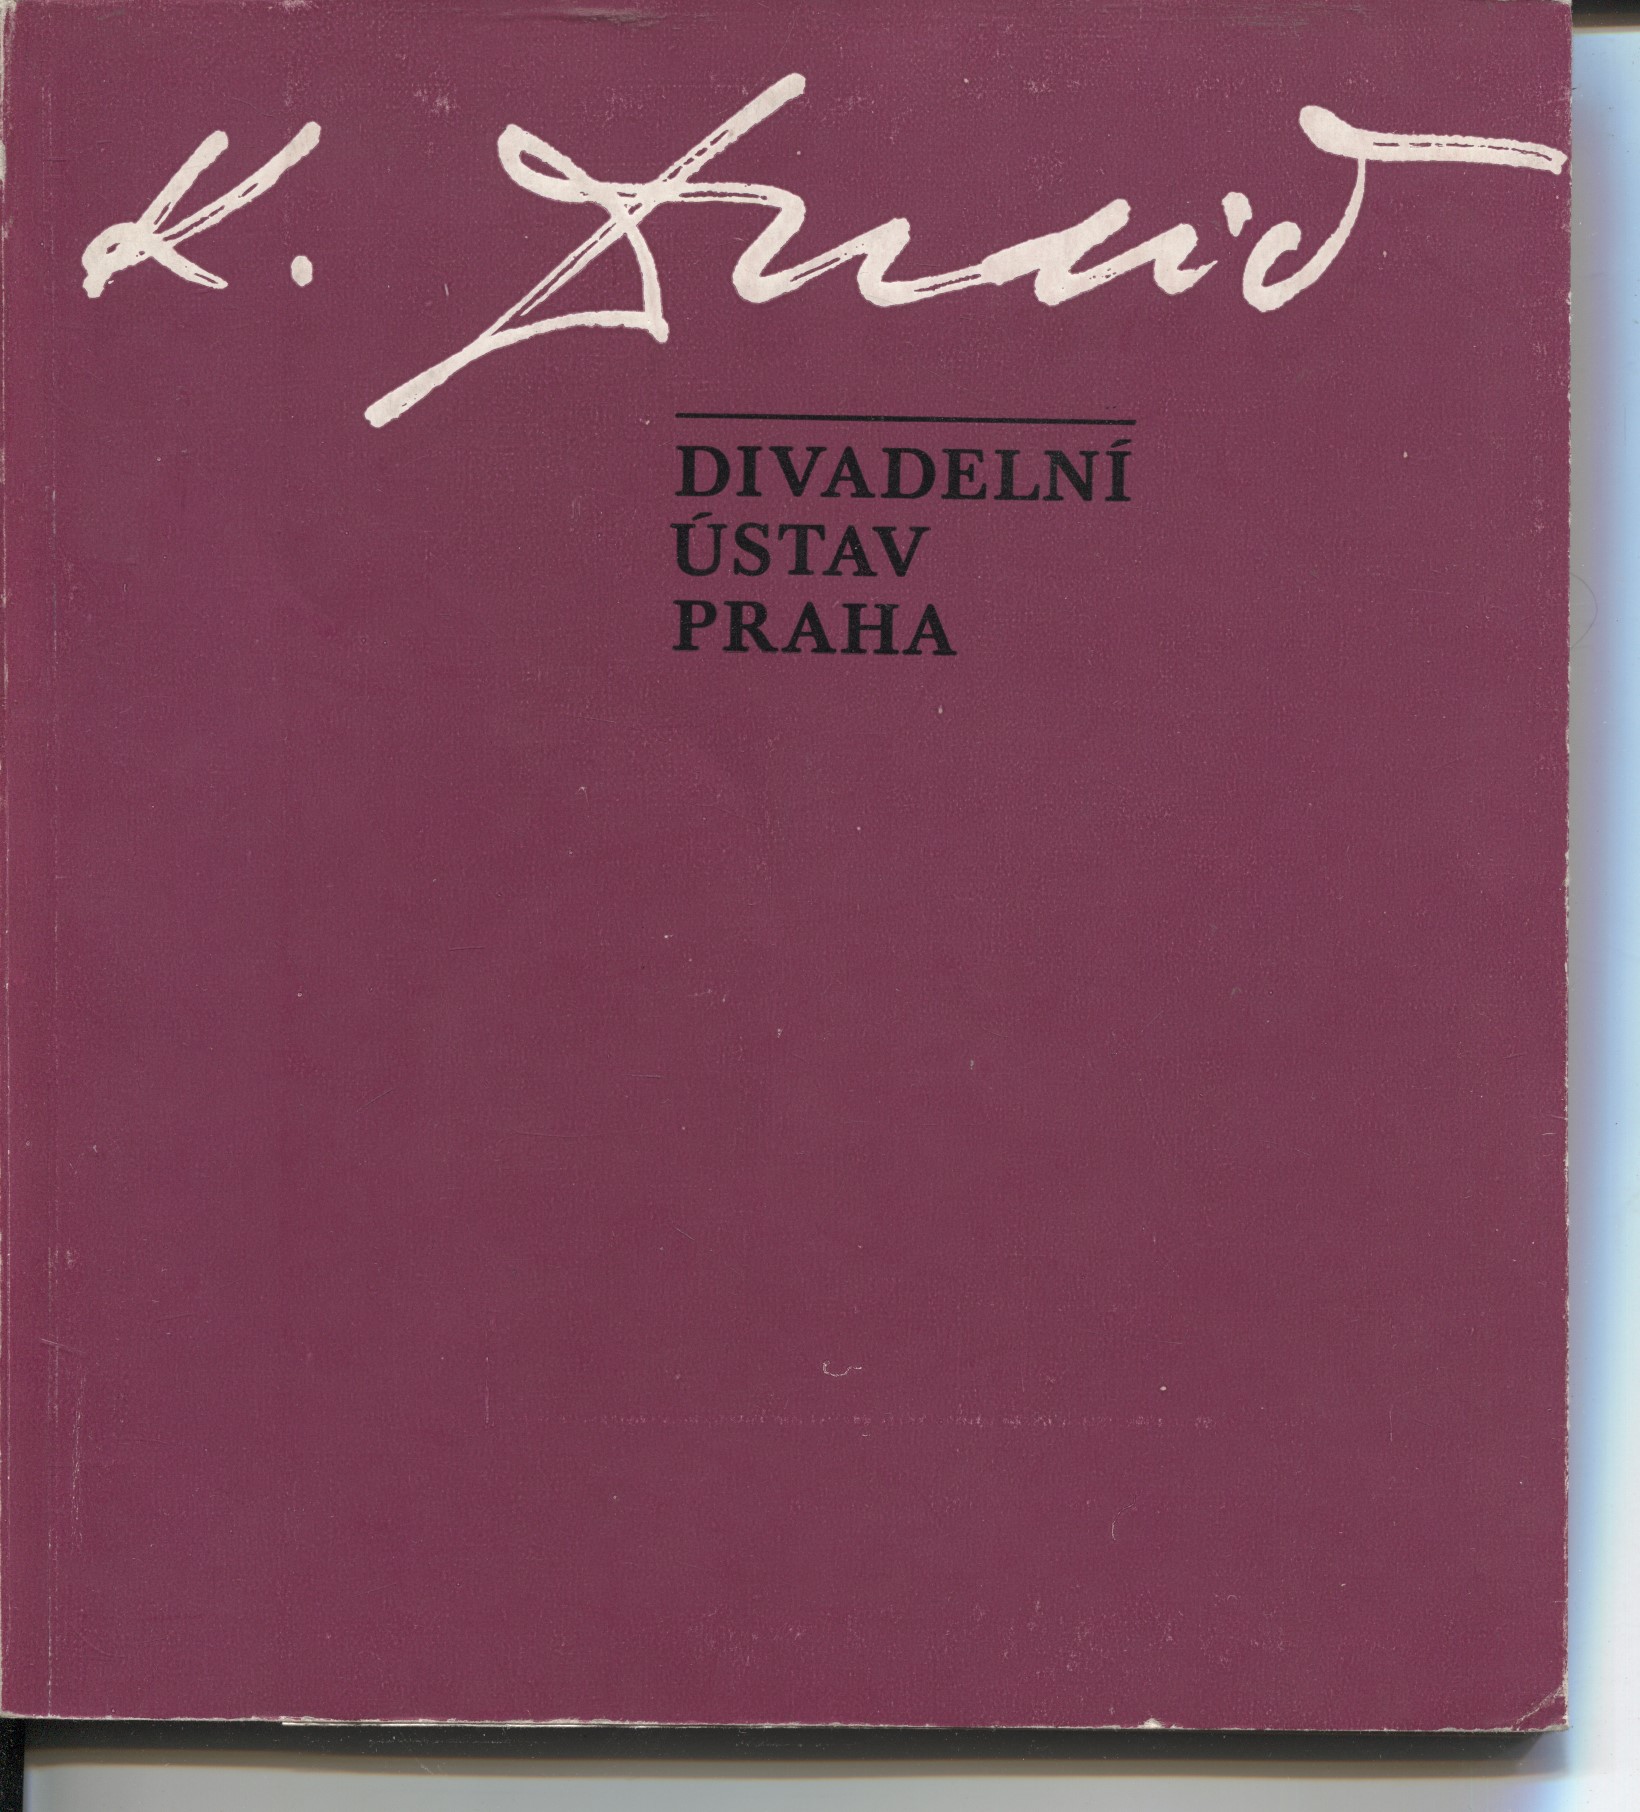 K.
DIVADELNÍ
ÚSTAV
PRAHA